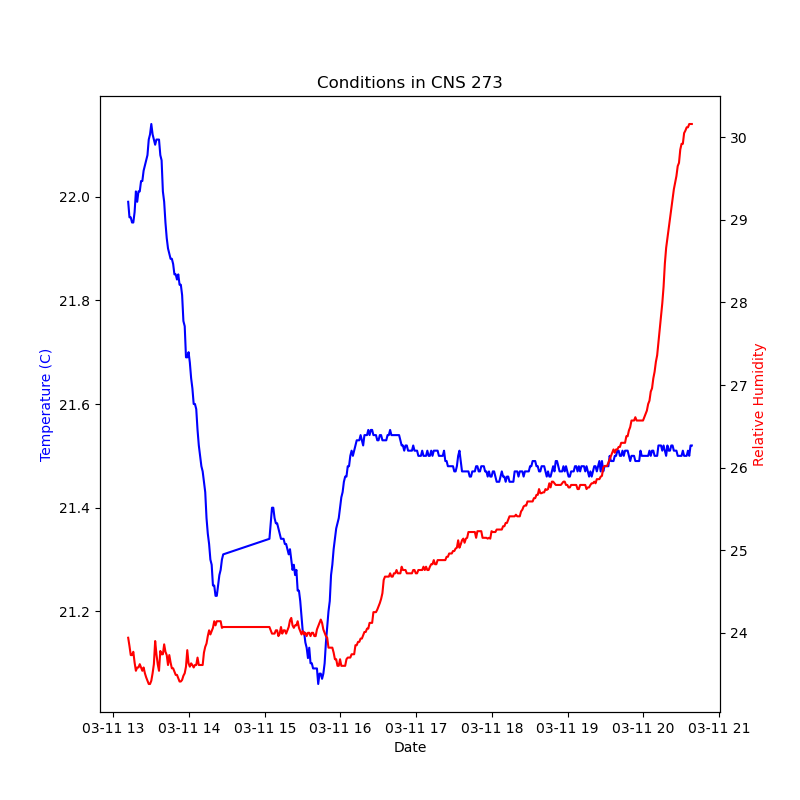 Conditions in CNS 273
22.0
21.8
21.6
21.4
21.2
Temperature (C)
30
29
28
27
26
25
24
Relative Humidity
03-11 13 03-11 14 03-11 15 03-11 16 03-11 17 03-11 18 03-11 19 03-11 20 03-11 21
Date